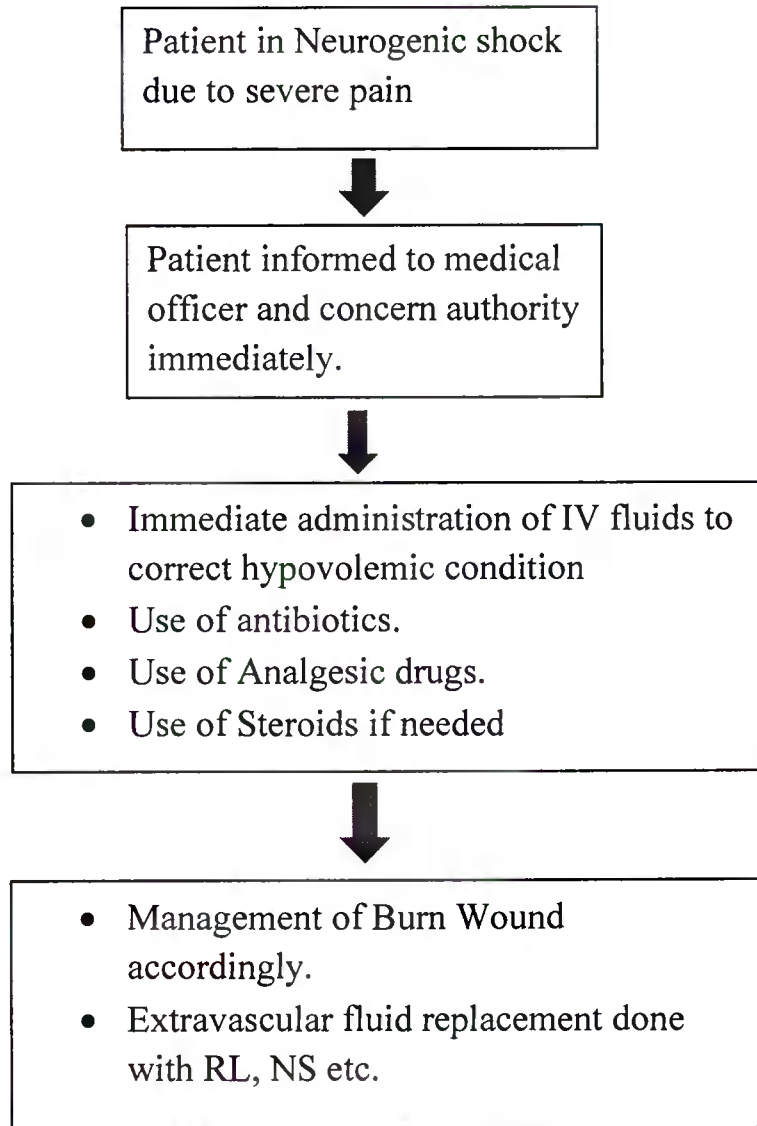 Patient in Neurogenic shock
due to severe pain
Patient informed to medical
officer and concern authority
immediately.
• Immediate administration of IV fluids to
correct hypovolemic condition
• Use of antibiotics.
• Use of Analgesic drugs.
• Use of Steroids if needed
• Management of Burn Wound
accordingly.
• Extravascular fluid replacement done
with RL, NS etc.